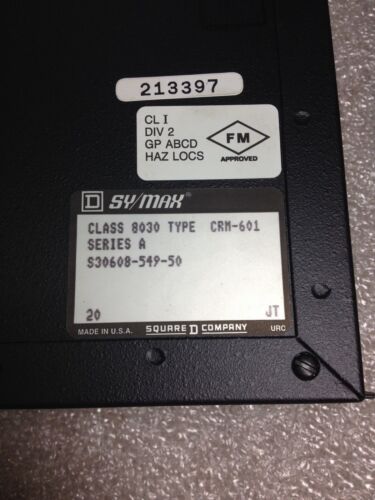 213397
CL I
DIV 2
GP ABCD
HAZ LOCS
FM
APPROVED
D SY/MAX
CLASS 8030 TYPE CRM-601
SERIES A
S30608-549-50
20 JT
MADE IN U.S.A. SQUARE D COMPANY URC